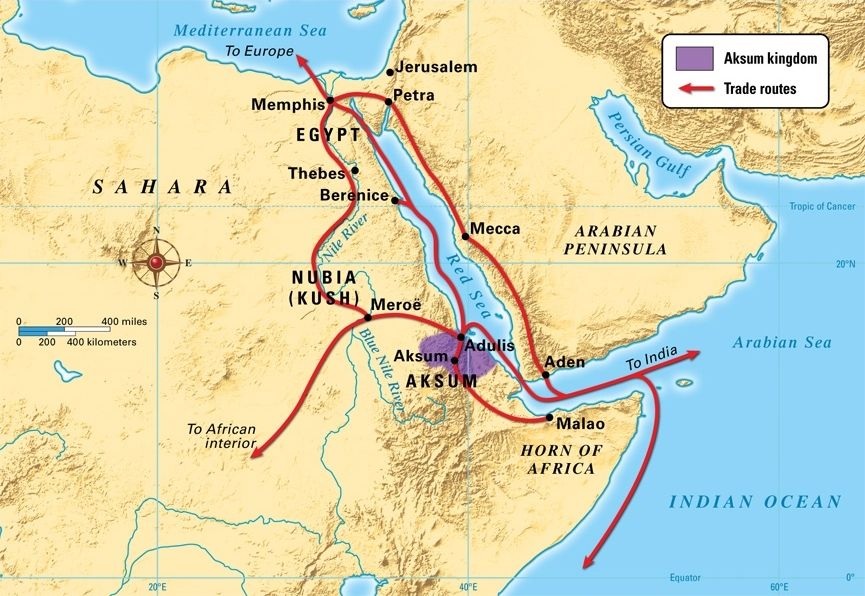 Mediterranean Sea
To Europe
Aksum kingdom
Trade routes
Jerusalem
Memphis
Petra
EGYPT
Persian Gulf
Thebes
SAHARA
Berenice
Tropic of Cancer
Nile River
Mecca
ARABIAN
PENINSULA
N
W E
S
Red Sea
20°N
NUBIA
(KUSH)
Meroë
0 200 400 miles
0 200 400 kilometers
Blue Nile River
Adulis
Aksum
AKSUM
Aden
To India
Arabian Sea
To African
interior
Malao
HORN OF
AFRICA
INDIAN OCEAN
20°E
40°E
Equator
60°E
0°